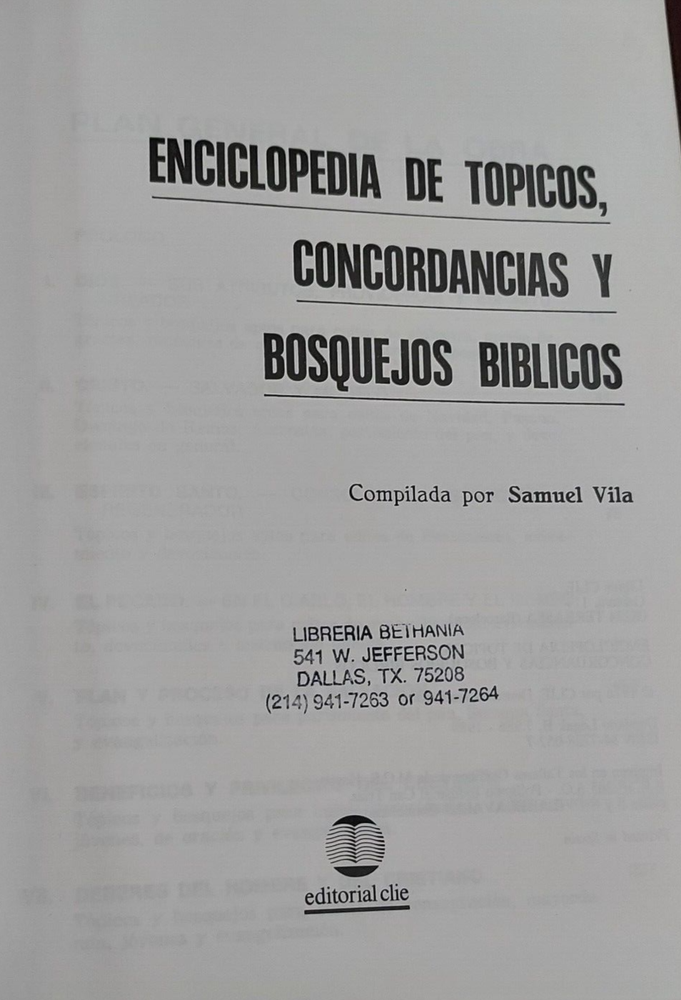 ENCICLOPEDIA DE TOPICOS,
CONCORDANCIAS Y
BOSQUEJOS BIBLICOS
Compilada por Samuel Vila
LIBRERIA BETHANIA
541 W. JEFFERSON
DALLAS, TX. 75208
(214) 941-7263 or 941-7264
editorial clie